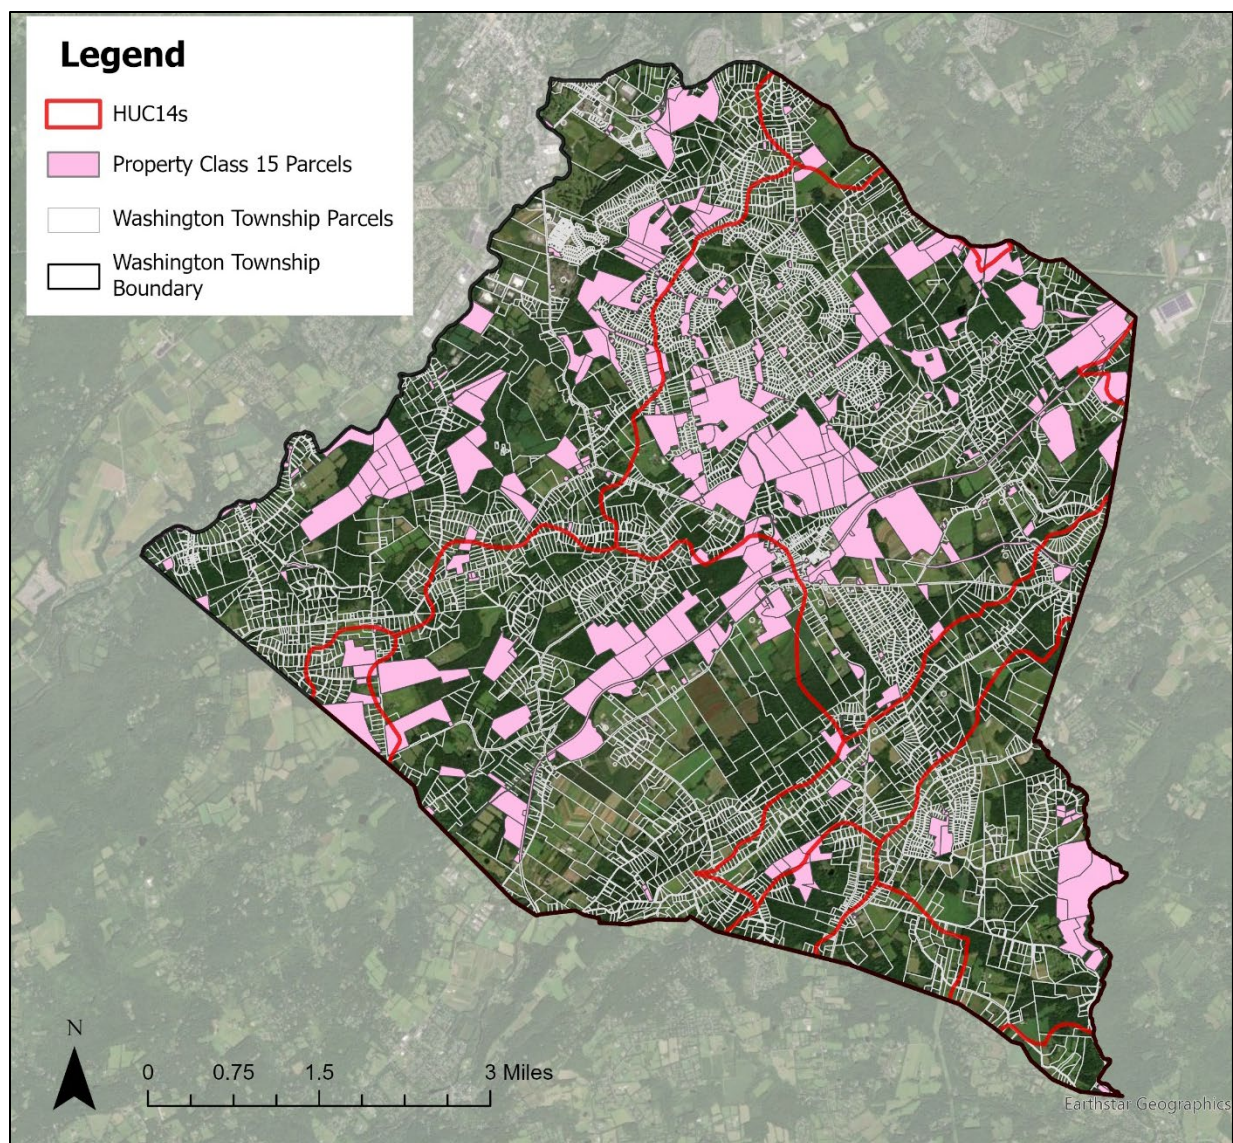 Legend
HUC14s
Property Class 15 Parcels
Washington Township Parcels
Washington Township
Boundary
N
0 0.75 1.5 3 Miles
Earthstar Geographics